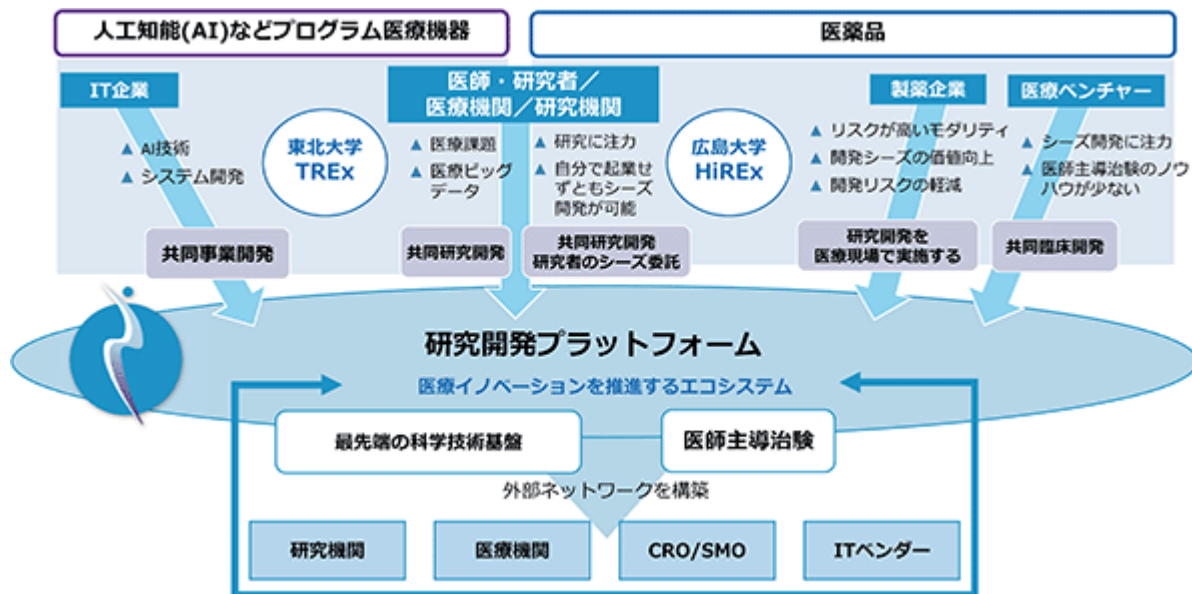 人工知能(AI)などプログラム医療機器
医薬品
IT企業
▲ AI技術
▲ システム開発
共同事業開発
東北大学
TREx
医師・研究者／
医療機関／研究機関
▲ 医療課題
▲ 医療ビッグ
データ
共同研究開発
▲ 研究に注力
▲ 自分で起業せ
ずともシーズ
開発が可能
共同研究開発
研究者のシーズ委託
広島大学
HiREx
製薬企業
▲ リスクが高いモダリティ
▲ 開発シーズの価値向上
▲ 開発リスクの軽減
研究開発を
医療現場で実施する
医療ベンチャー
▲ シーズ開発に注力
▲ 医師主導治験のノウ
ハウが少ない
共同臨床開発
研究開発プラットフォーム
医療イノベーションを推進するエコシステム
最先端の科学技術基盤
医師主導治験
外部ネットワークを構築
研究機関
医療機関
CRO/SMO
ITベンダー